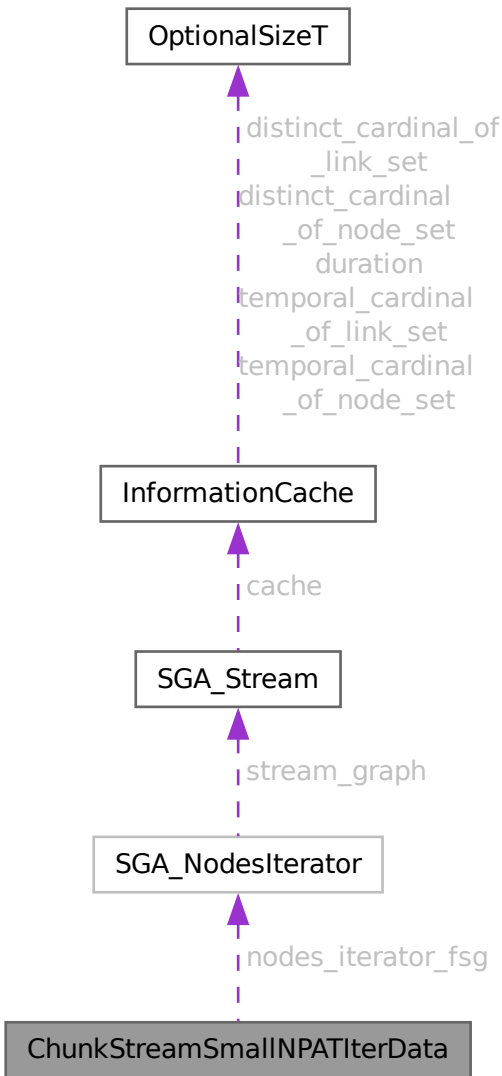 OptionalSizeT
distinct_cardinal_of
_link_set
distinct_cardinal
_of_node_set
duration
temporal_cardinal
_of_link_set
temporal_cardinal
_of_node_set
InformationCache
cache
SGA_Stream
stream_graph
SGA_NodesIterator
nodes_iterator_fsg
ChunkStreamSmallNPATIterData